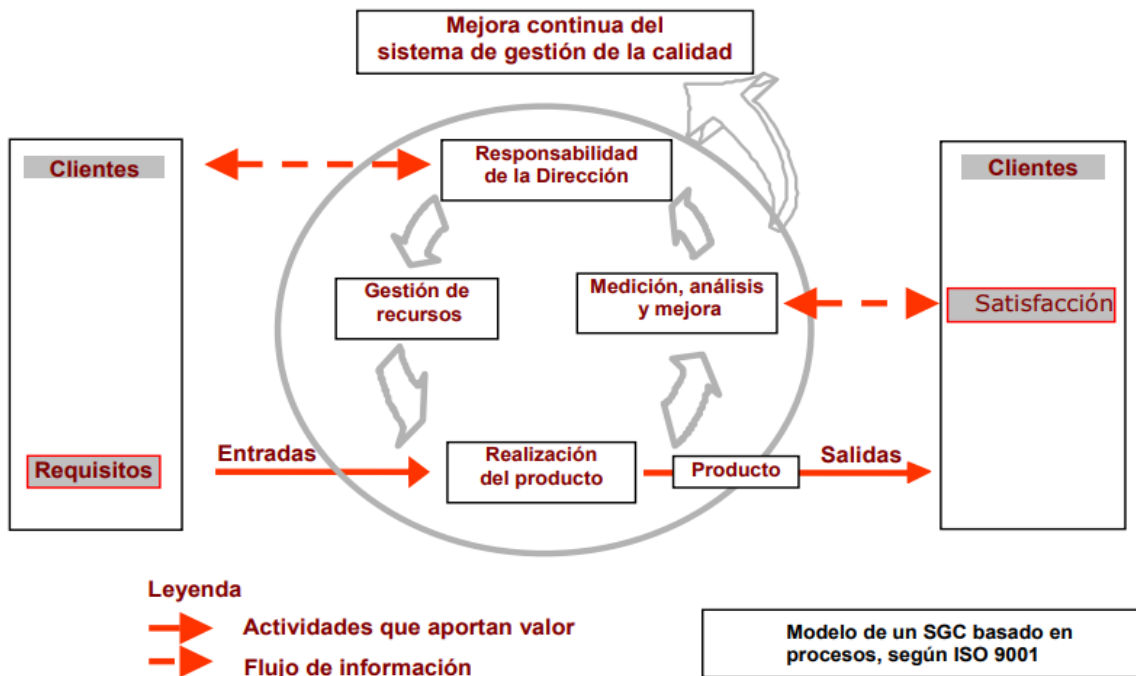 Mejora continua del
sistema de gestión de la calidad
Clientes
Responsabilidad
de la Dirección
Clientes
Gestión de
recursos
Medición, análisis
y mejora
Satisfacción
Requisitos
Entradas
Realización
del producto
Producto
Salidas
Leyenda
Actividades que aportan valor
Flujo de información
Modelo de un SGC basado en
procesos, según ISO 9001